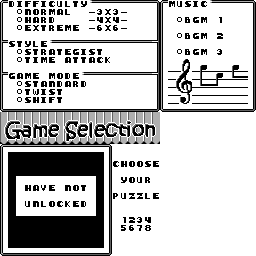 DIFFICULTY
NORMAL -3X3-
HARD -4X4-
EXTREME -6X6-
STYLE
STRATEGIST
TIME ATTACK
GAME MODE
STANDARD
TWIST
SHIFT
MUSIC
BGM 1
BGM 2
BGM 3
Game Selection
HAVE NOT
UNLOCKED
CHOOSE
YOUR
PUZZLE
1234
5678